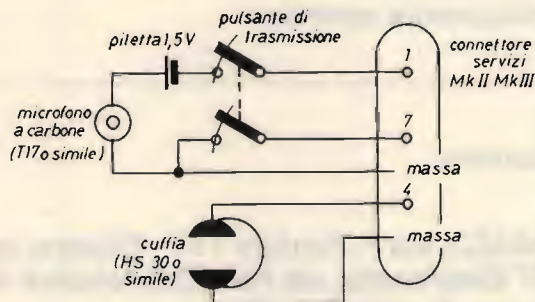 pulsante di
trasmissione
piletta 1,5V
connettore
servizi
Mk II Mk III
1
microfono
a carbone
(T17 o simile)
7
massa
4
cuffia
(HS 30 o
simile)
massa